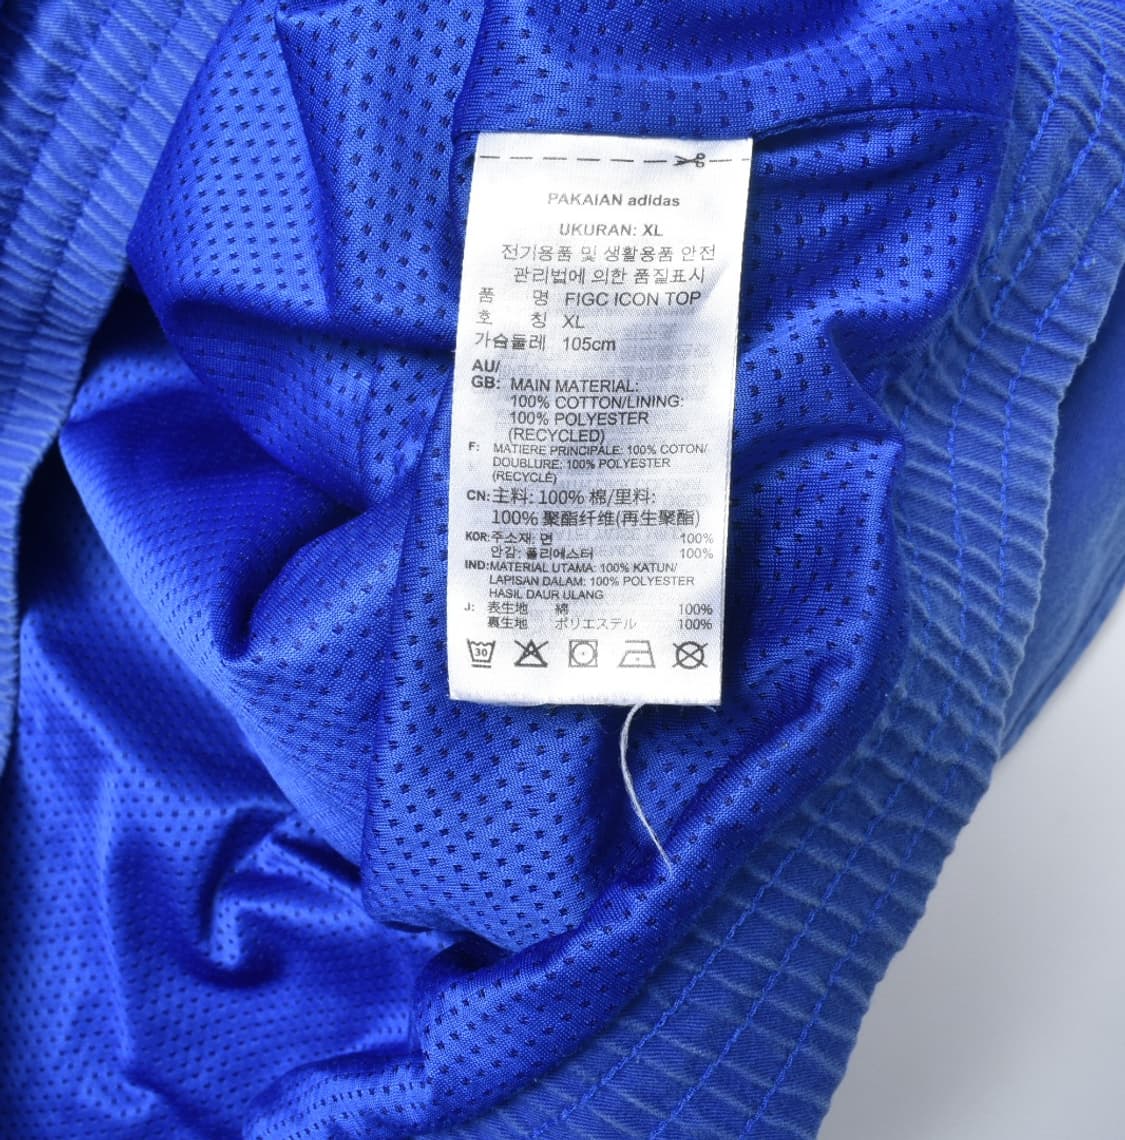 PAKAIAN adidas
UKURAN: XL
전기용품 및 생활용품 안전
관리법에 의한 품질표시
품 명 FIGC ICON TOP
호 칭 XL
가슴둘레 105cm
AU/
GB: MAIN MATERIAL:
100% COTTON/LINING:
100% POLYESTER
(RECYCLED)
F: MATIERE PRINCIPALE: 100% COTON/
DOUBLURE: 100% POLYESTER
(RECYCLÉ)
CN: 主料: 100% 棉/里料:
100% 聚酯纤维(再生聚酯)
KOR: 주소재: 면 100%
안감: 폴리에스터 100%
IND: MATERIAL UTAMA: 100% KATUN/
LAPISAN DALAM: 100% POLYESTER
HASIL DAUR ULANG
J: 表生地 綿 100%
裏生地 ポリエステル 100%
30